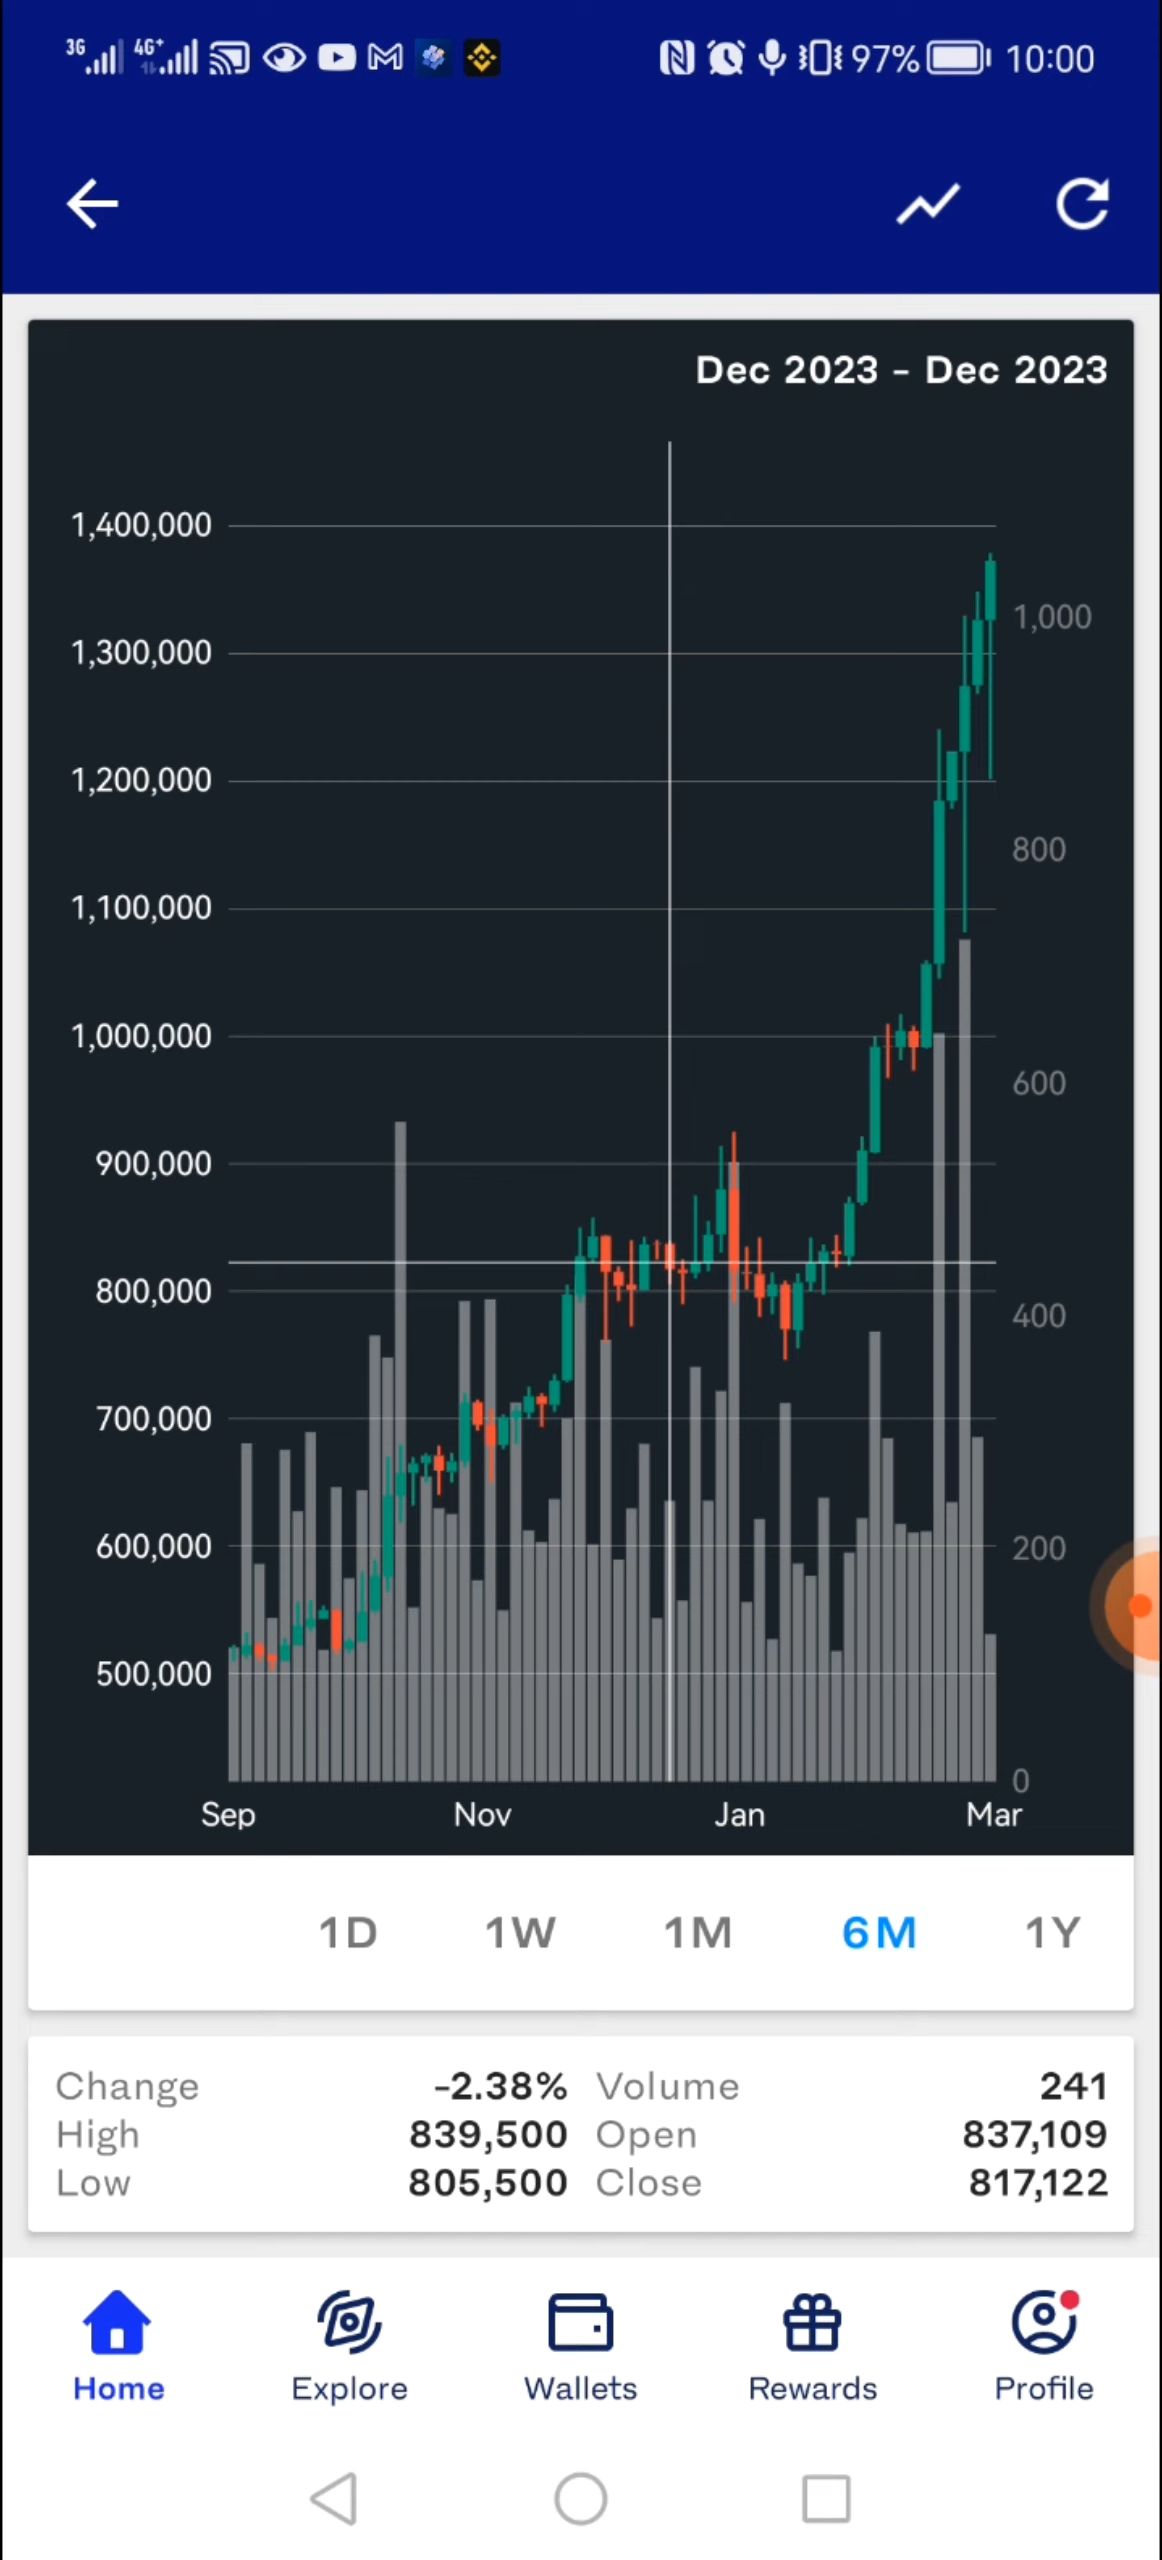 3G 4G+ 97% 10:00
Dec 2023 - Dec 2023
1,400,000
1,000
1,300,000
1,200,000
800
1,100,000
1,000,000
600
900,000
800,000
400
700,000
600,000
200
500,000
0
Sep Nov Jan Mar
1D 1W 1M 6M 1Y
Change -2.38% Volume 241
High 839,500 Open 837,109
Low 805,500 Close 817,122
Home Explore Wallets Rewards Profile